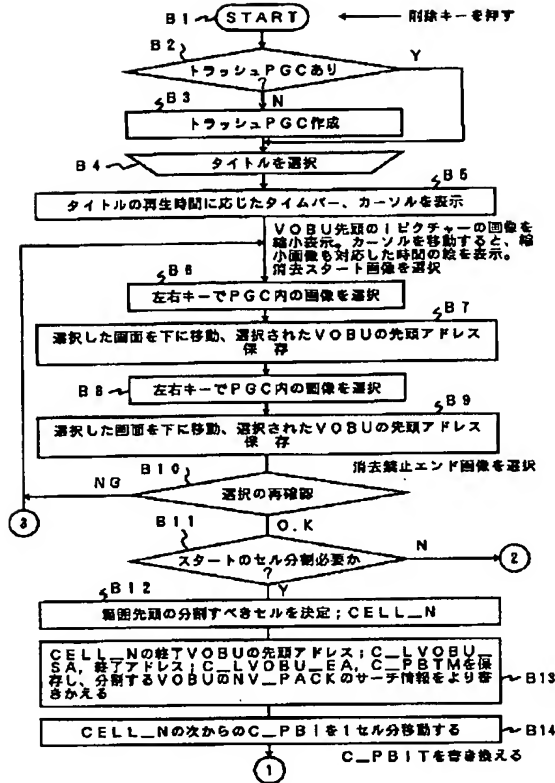 B1
START
削除キーを押す
B2
トラッシュPGCあり
?
Y
N
B3
トラッシュPGC作成
B4
タイトルを選択
B5
タイトルの再生時間に応じたタイムバー、カーソルを表示
VOBU先頭のIピクチャーの画像を
縮小表示。カーソルを移動すると、縮
小画像も対応した時間の絵を表示。
消去スタート画像を選択
B6
左右キーでPGC内の画像を選択
B7
選択した画面を下に移動、選択されたVOBUの先頭アドレス
保存
B8
左右キーでPGC内の画像を選択
B9
選択した画面を下に移動、選択されたVOBUの先頭アドレス
保存
消去禁止エンド画像を選択
B10
NG
選択の再確認
3
O.K
B11
スタートのセル分割必要か
?
N
2
Y
B12
範囲先頭の分割すべきセルを決定;CELL_N
CELL_Nの終了VOBUの先頭アドレス;C_LVOBU_
SA,終了アドレス;C_LVOBU_EA,C_PBTMを保
存し、分割するVOBUのNV_PACKのサーチ情報をより書
きかえる
B13
CELL_Nの次からのC_PBIを1セル分移動する
B14
C_PBITを書き換える
1